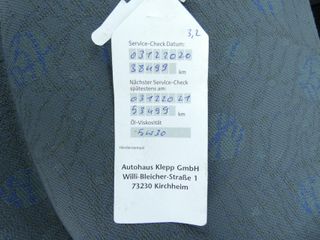 3,2
Service-Check Datum:
03122020
38499 km
Nächster Service-Check
spätestens am:
03122021
53499 km
Öl-Viskosität
5W30
Händlerstempel
Autohaus Klepp GmbH
Willi-Bleicher-Straße 1
73230 Kirchheim